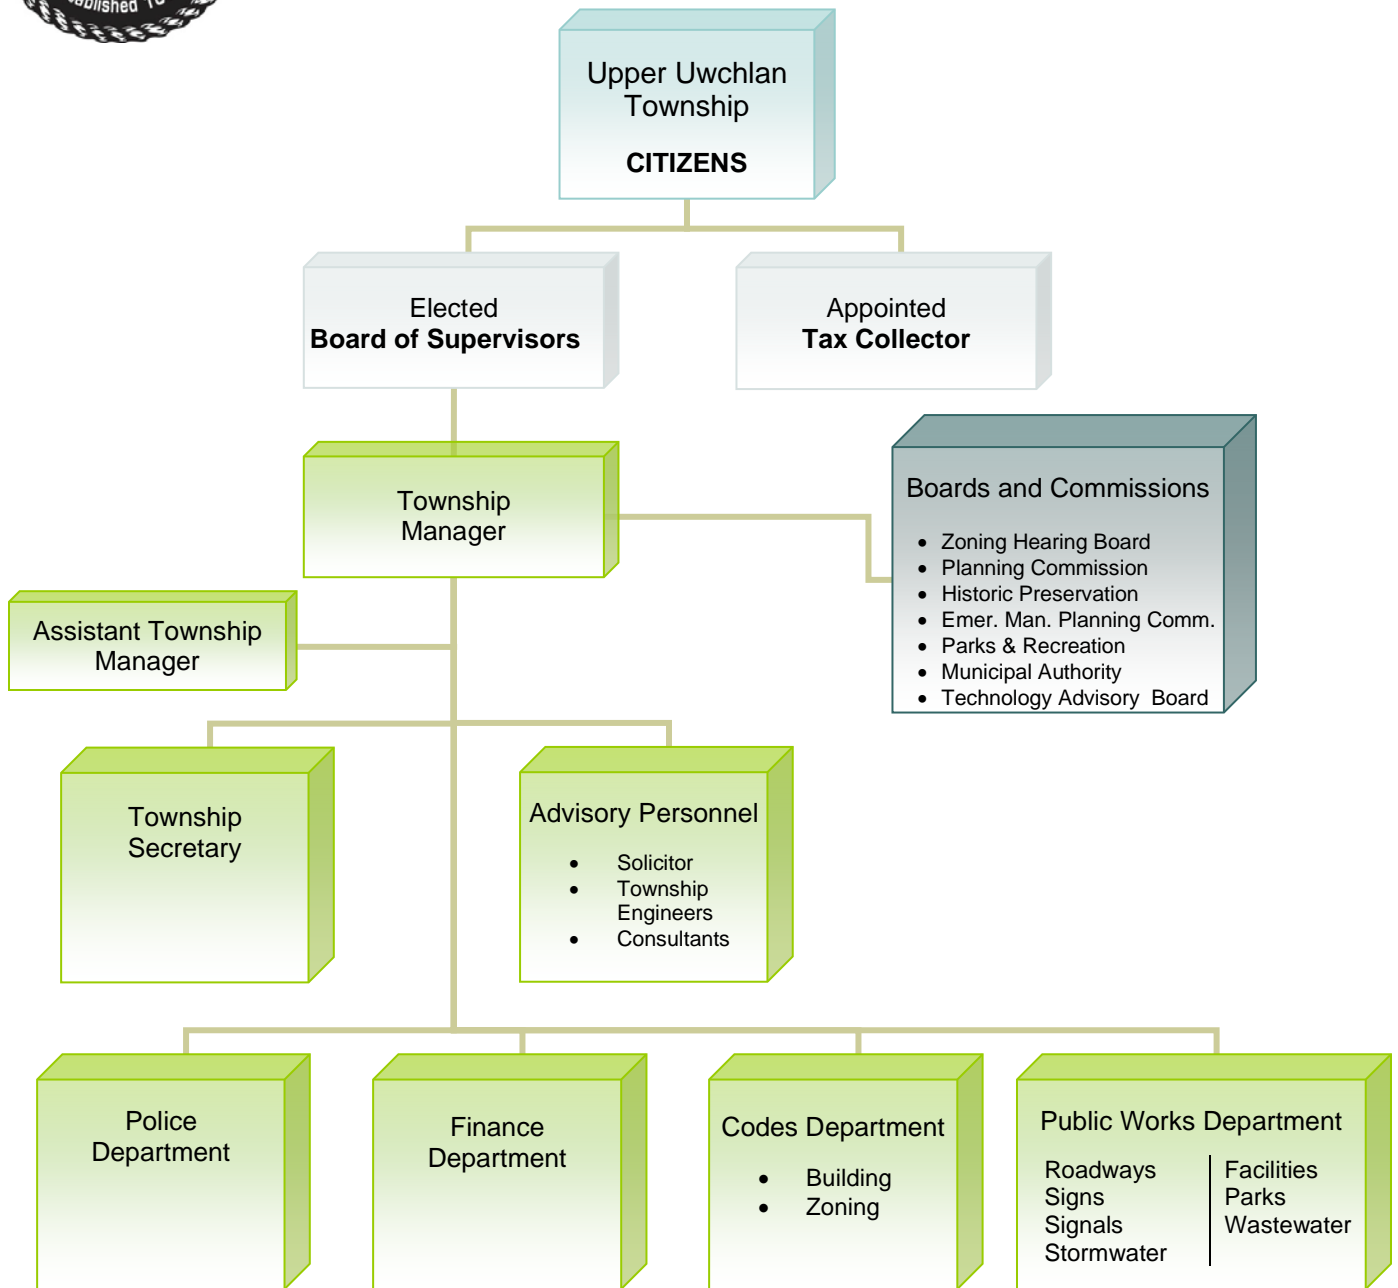 Upper Uwchlan
Township
CITIZENS
Elected
Board of Supervisors
Appointed
Tax Collector
Township
Manager
Boards and Commissions
• Zoning Hearing Board
• Planning Commission
• Historic Preservation
• Emer. Man. Planning Comm.
• Parks & Recreation
• Municipal Authority
• Technology Advisory Board
Assistant Township
Manager
Township
Secretary
Advisory Personnel
• Solicitor
• Township
Engineers
• Consultants
Police
Department
Finance
Department
Codes Department
• Building
• Zoning
Public Works Department
Roadways
Signs
Signals
Stormwater
Facilities
Parks
Wastewater